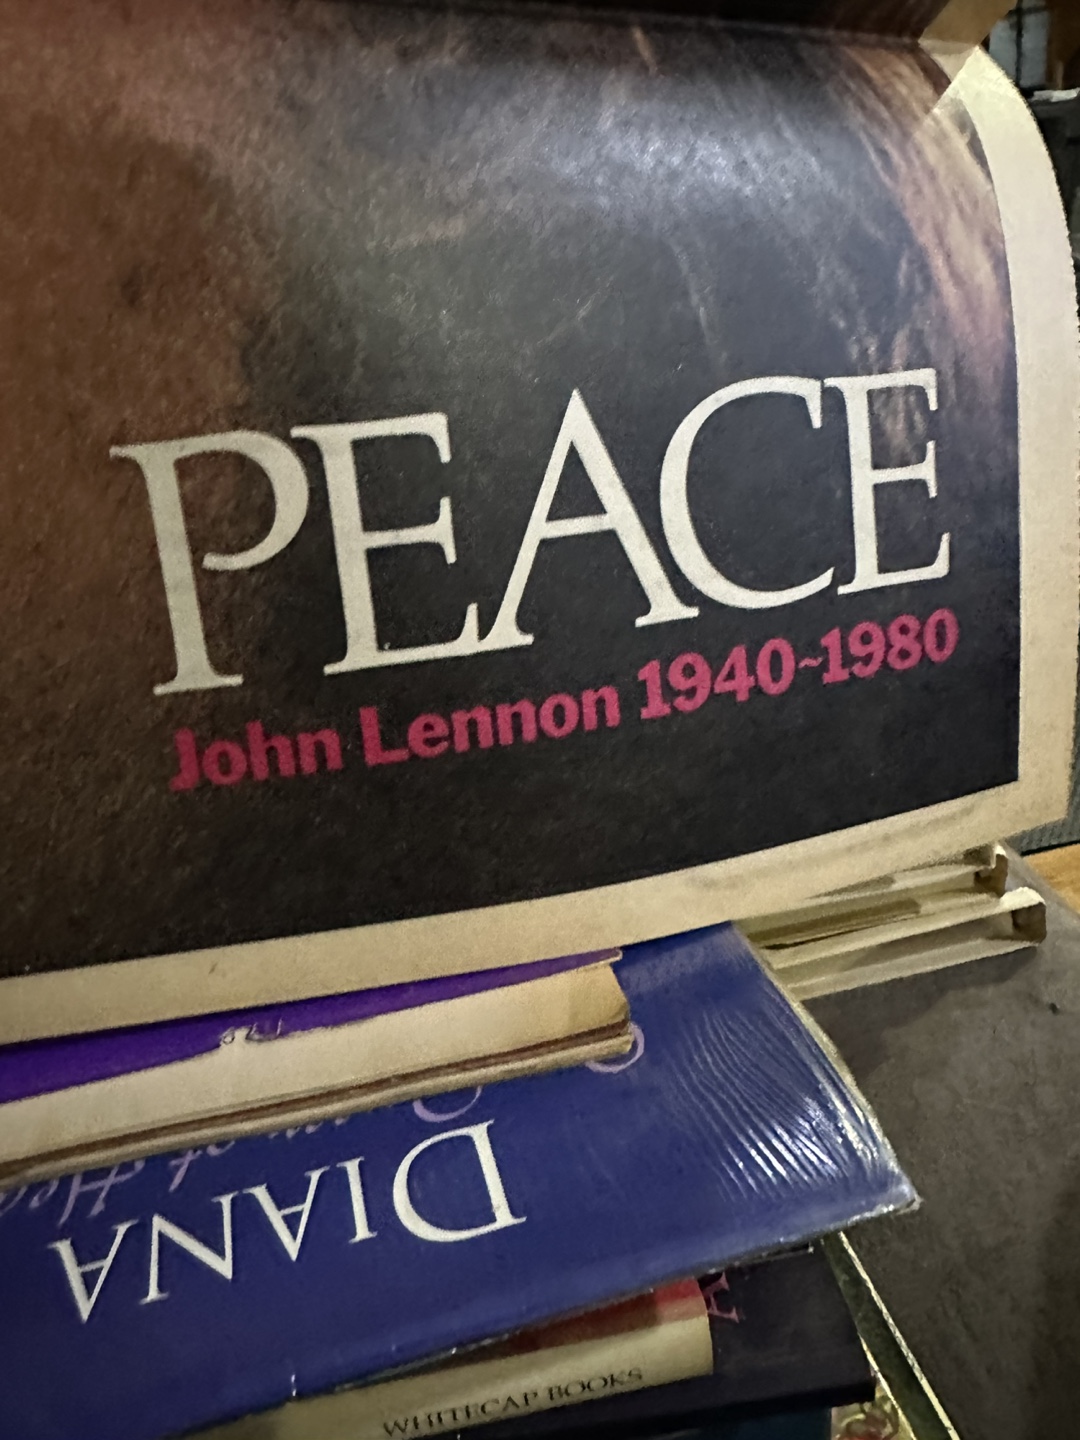 PEACE
John Lennon 1940~1980
DIANA
WHITECAP BOOKS